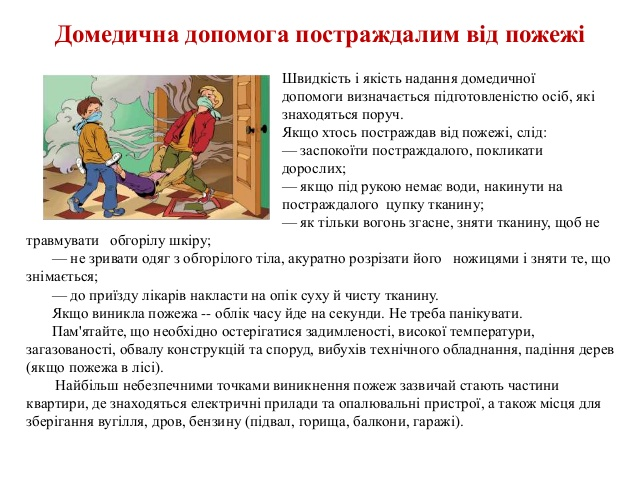 Домедична допомога постраждалим від пожежі
Швидкість і якість надання домедичної
допомоги визначається підготовленістю осіб, які
знаходяться поруч.
Якщо хтось постраждав від пожежі, слід:
— заспокоїти постраждалого, покликати
дорослих;
— якщо під рукою немає води, накинути на
постраждалого цупку тканину;
— як тільки вогонь згасне, зняти тканину, щоб не
травмувати обгорілу шкіру;
— не зривати одяг з обгорілого тіла, акуратно розрізати його ножицями і зняти те, що
знімається;
— до приїзду лікарів накласти на опік суху й чисту тканину.
Якщо виникла пожежа -- облік часу йде на секунди. Не треба панікувати.
Пам'ятайте, що необхідно остерігатися задимленості, високої температури,
загазованості, обвалу конструкцій та споруд, вибухів технічного обладнання, падіння дерев
(якщо пожежа в лісі).
Найбільш небезпечними точками виникнення пожеж зазвичай стають частини
квартири, де знаходяться електричні прилади та опалювальні пристрої, а також місця для
зберігання вугілля, дров, бензину (підвал, горища, балкони, гаражі).